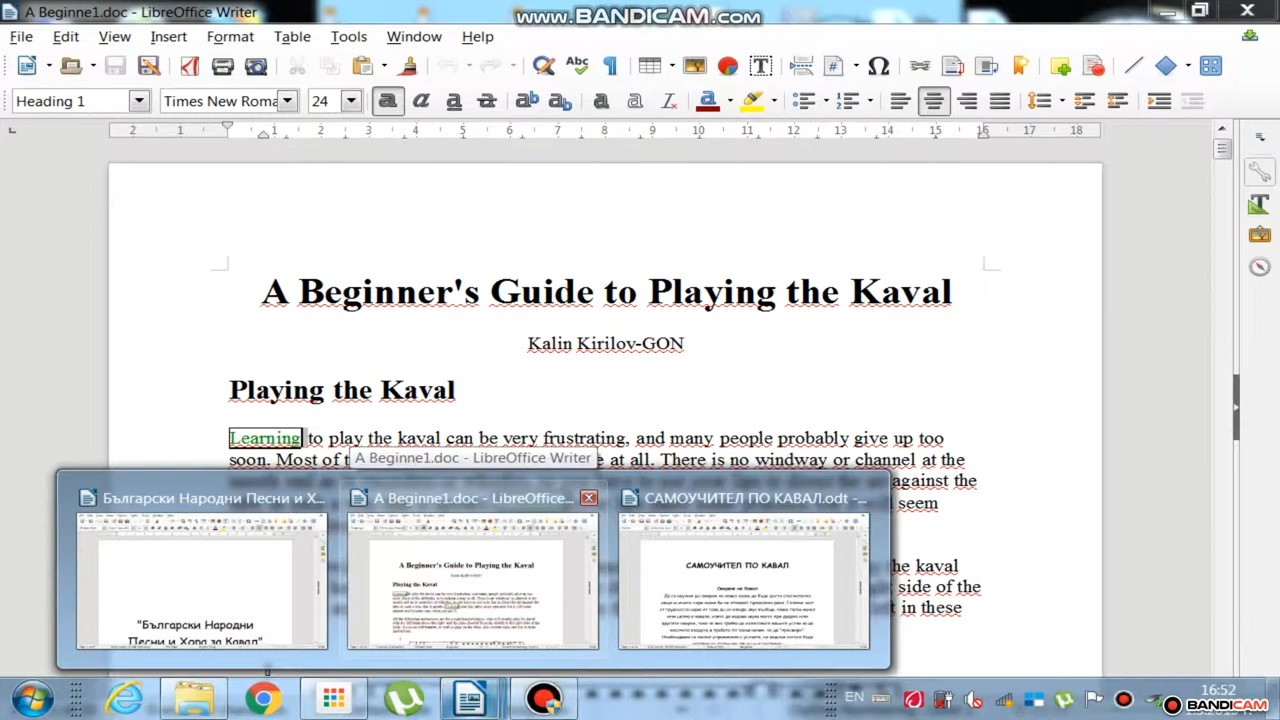 A Beginne1.doc - LibreOffice Writer
www.BANDICAM.com
File Edit View Insert Format Table Tools Window Help
Heading 1 Times New Roma 24
2 1 1 2 3 4 5 6 7 8 9 10 11 12 13 14 15 16 17 18
A Beginner's Guide to Playing the Kaval
Kalin Kirilov-GON
Playing the Kaval
Learning to play the kaval can be very frustrating, and many people probably give up too
soon. Most of t
A Beginne1.doc - LibreOffice Writer
e at all. There is no windway or channel at the
against the
seem
he kaval
side of the
in these
Български Народни Песни и Х...
A Beginne1.doc - LibreOffice...
САМОУЧИТЕЛ ПО КАВАЛ.odt -...
"Български Народни
Песни и Хора за Кавал"
A Beginner's Guide to Playing the Kaval
Playing the Kaval
САМОУЧИТЕЛ ПО КАВАЛ
EN
16:52
BANDICAM